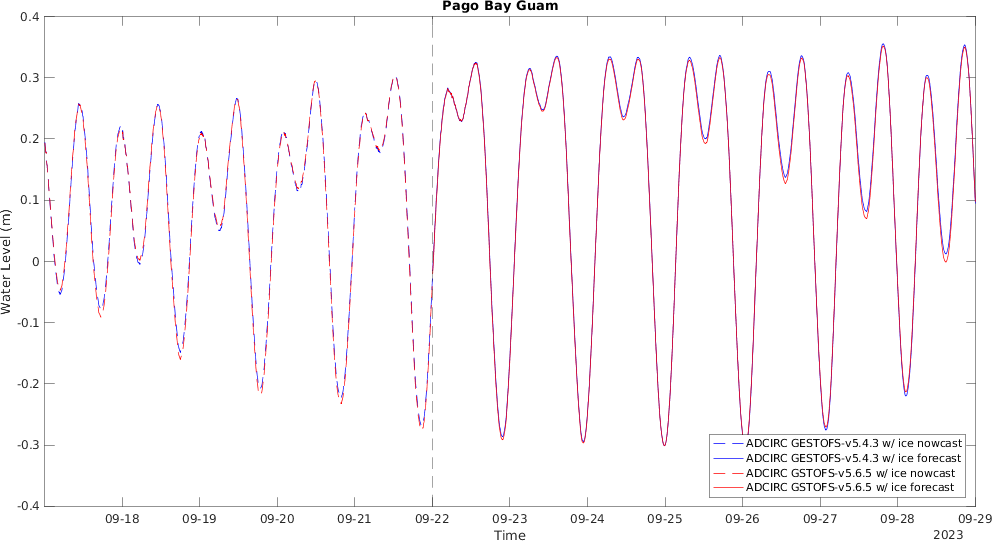 Pago Bay Guam
0.4
0.3
0.2
0.1
0
-0.1
-0.2
-0.3
-0.4
Water Level (m)
ADCIRC GESTOFS-v5.4.3 w/ ice nowcast
ADCIRC GESTOFS-v5.4.3 w/ ice forecast
ADCIRC GSTOFS-v5.6.5 w/ ice nowcast
ADCIRC GSTOFS-v5.6.5 w/ ice forecast
09-18 09-19 09-20 09-21 09-22 09-23 09-24 09-25 09-26 09-27 09-28 09-29
Time
2023